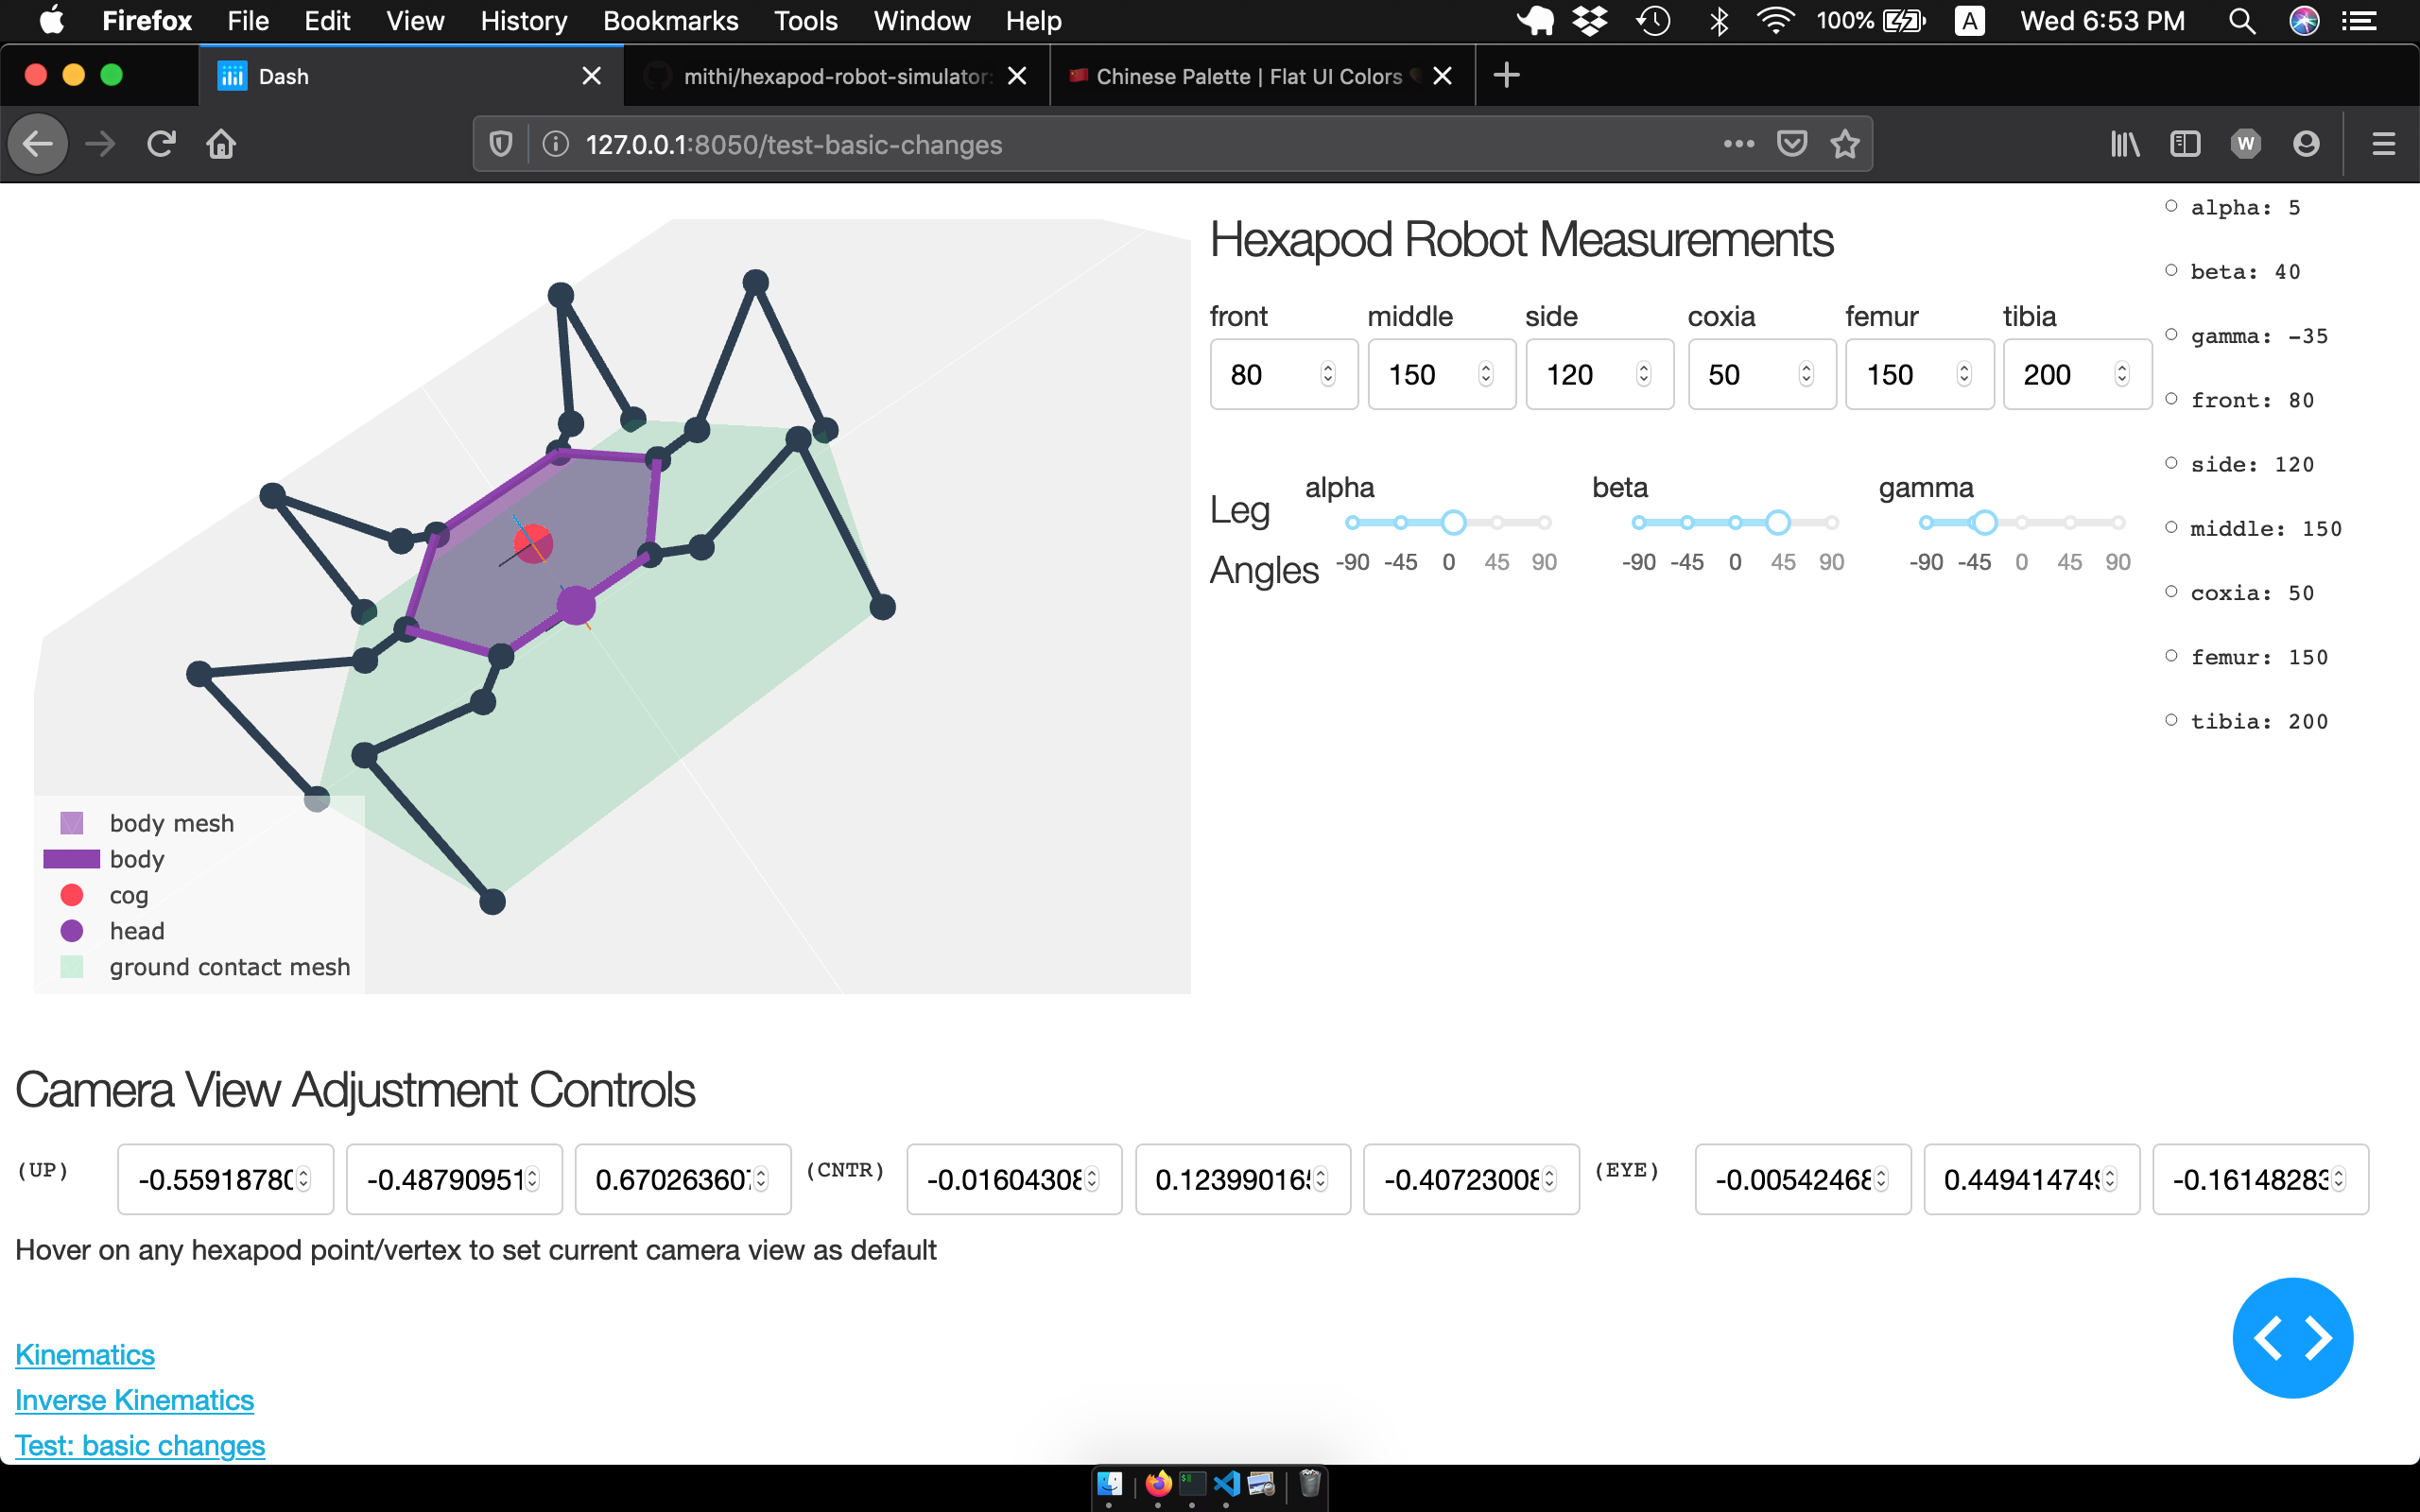 Firefox File Edit View History Bookmarks Tools Window Help 100% A Wed 6:53 PM
Dash mithi/hexapod-robot-simulator: Chinese Palette | Flat UI Colors
127.0.0.1:8050/test-basic-changes W
Hexapod Robot Measurements
front middle side coxia femur tibia
80 150 120 50 150 200
Leg Angles
alpha beta gamma
-90 -45 0 45 90 -90 -45 0 45 90 -90 -45 0 45 90
alpha: 5
beta: 40
gamma: -35
front: 80
side: 120
middle: 150
coxia: 50
femur: 150
tibia: 200
body mesh
body
cog
head
ground contact mesh
Camera View Adjustment Controls
(UP) -0.55918780 -0.48790951 0.67026360 (CNTR) -0.01604308 0.12399016 -0.40723008 (EYE) -0.00542468 0.44941474 -0.16148283
Hover on any hexapod point/vertex to set current camera view as default
Kinematics
Inverse Kinematics
Test: basic changes